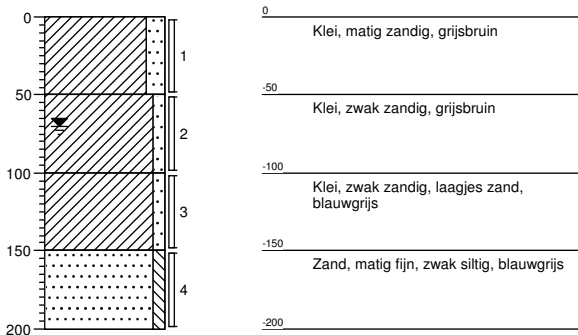 0
50
100
150
200
1
2
3
4
0
Klei, matig zandig, grijsbruin
-50
Klei, zwak zandig, grijsbruin
-100
Klei, zwak zandig, laagjes zand,
blauwgrijs
-150
Zand, matig fijn, zwak siltig, blauwgrijs
-200